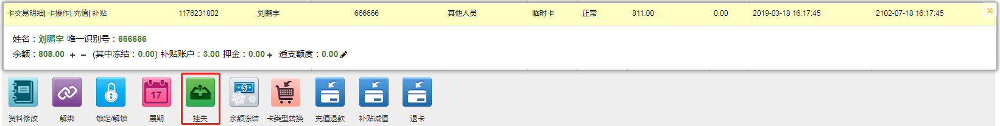 卡交易明细| 卡操作| 充值| 补贴 1176231802 刘鹏宇 666666 其他人员 临时卡 正常 811.00 0.00 2019-03-18 16:17:45 2102-07-18 16:17:45
姓名：刘鹏宇 唯一识别号：666666
余额：808.00 + − (其中冻结：0.00) 补贴账户：3.00 押金：0.00 + 透支额度：0.00
17
资料修改 解绑 锁定/解锁 展期 挂失 余额冻结 卡类型转换 充值退款 补贴减值 退卡